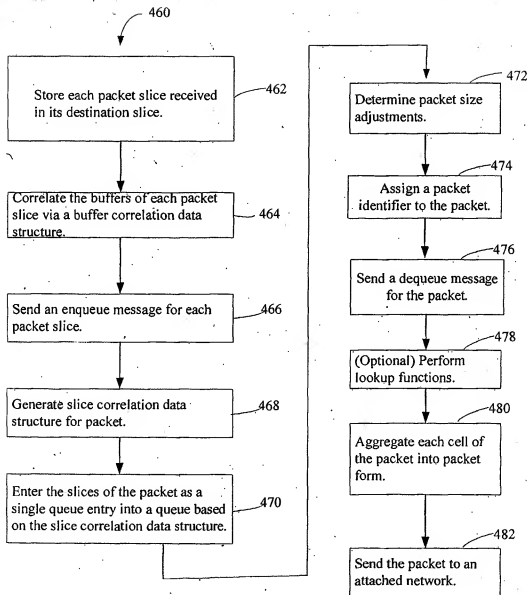 460
Store each packet slice received
in its destination slice.
462
Correlate the buffers of each packet
slice via a buffer correlation data
structure.
464
Send an enqueue message for each
packet slice.
466
Generate slice correlation data
structure for packet.
468
Enter the slices of the packet as a
single queue entry into a queue based
on the slice correlation data structure.
470
472
Determine packet size
adjustments.
474
Assign a packet
identifier to the packet.
476
Send a dequeue message
for the packet.
478
(Optional) Perform
lookup functions.
480
Aggregate each cell of
the packet into packet
form.
482
Send the packet to an
attached network.